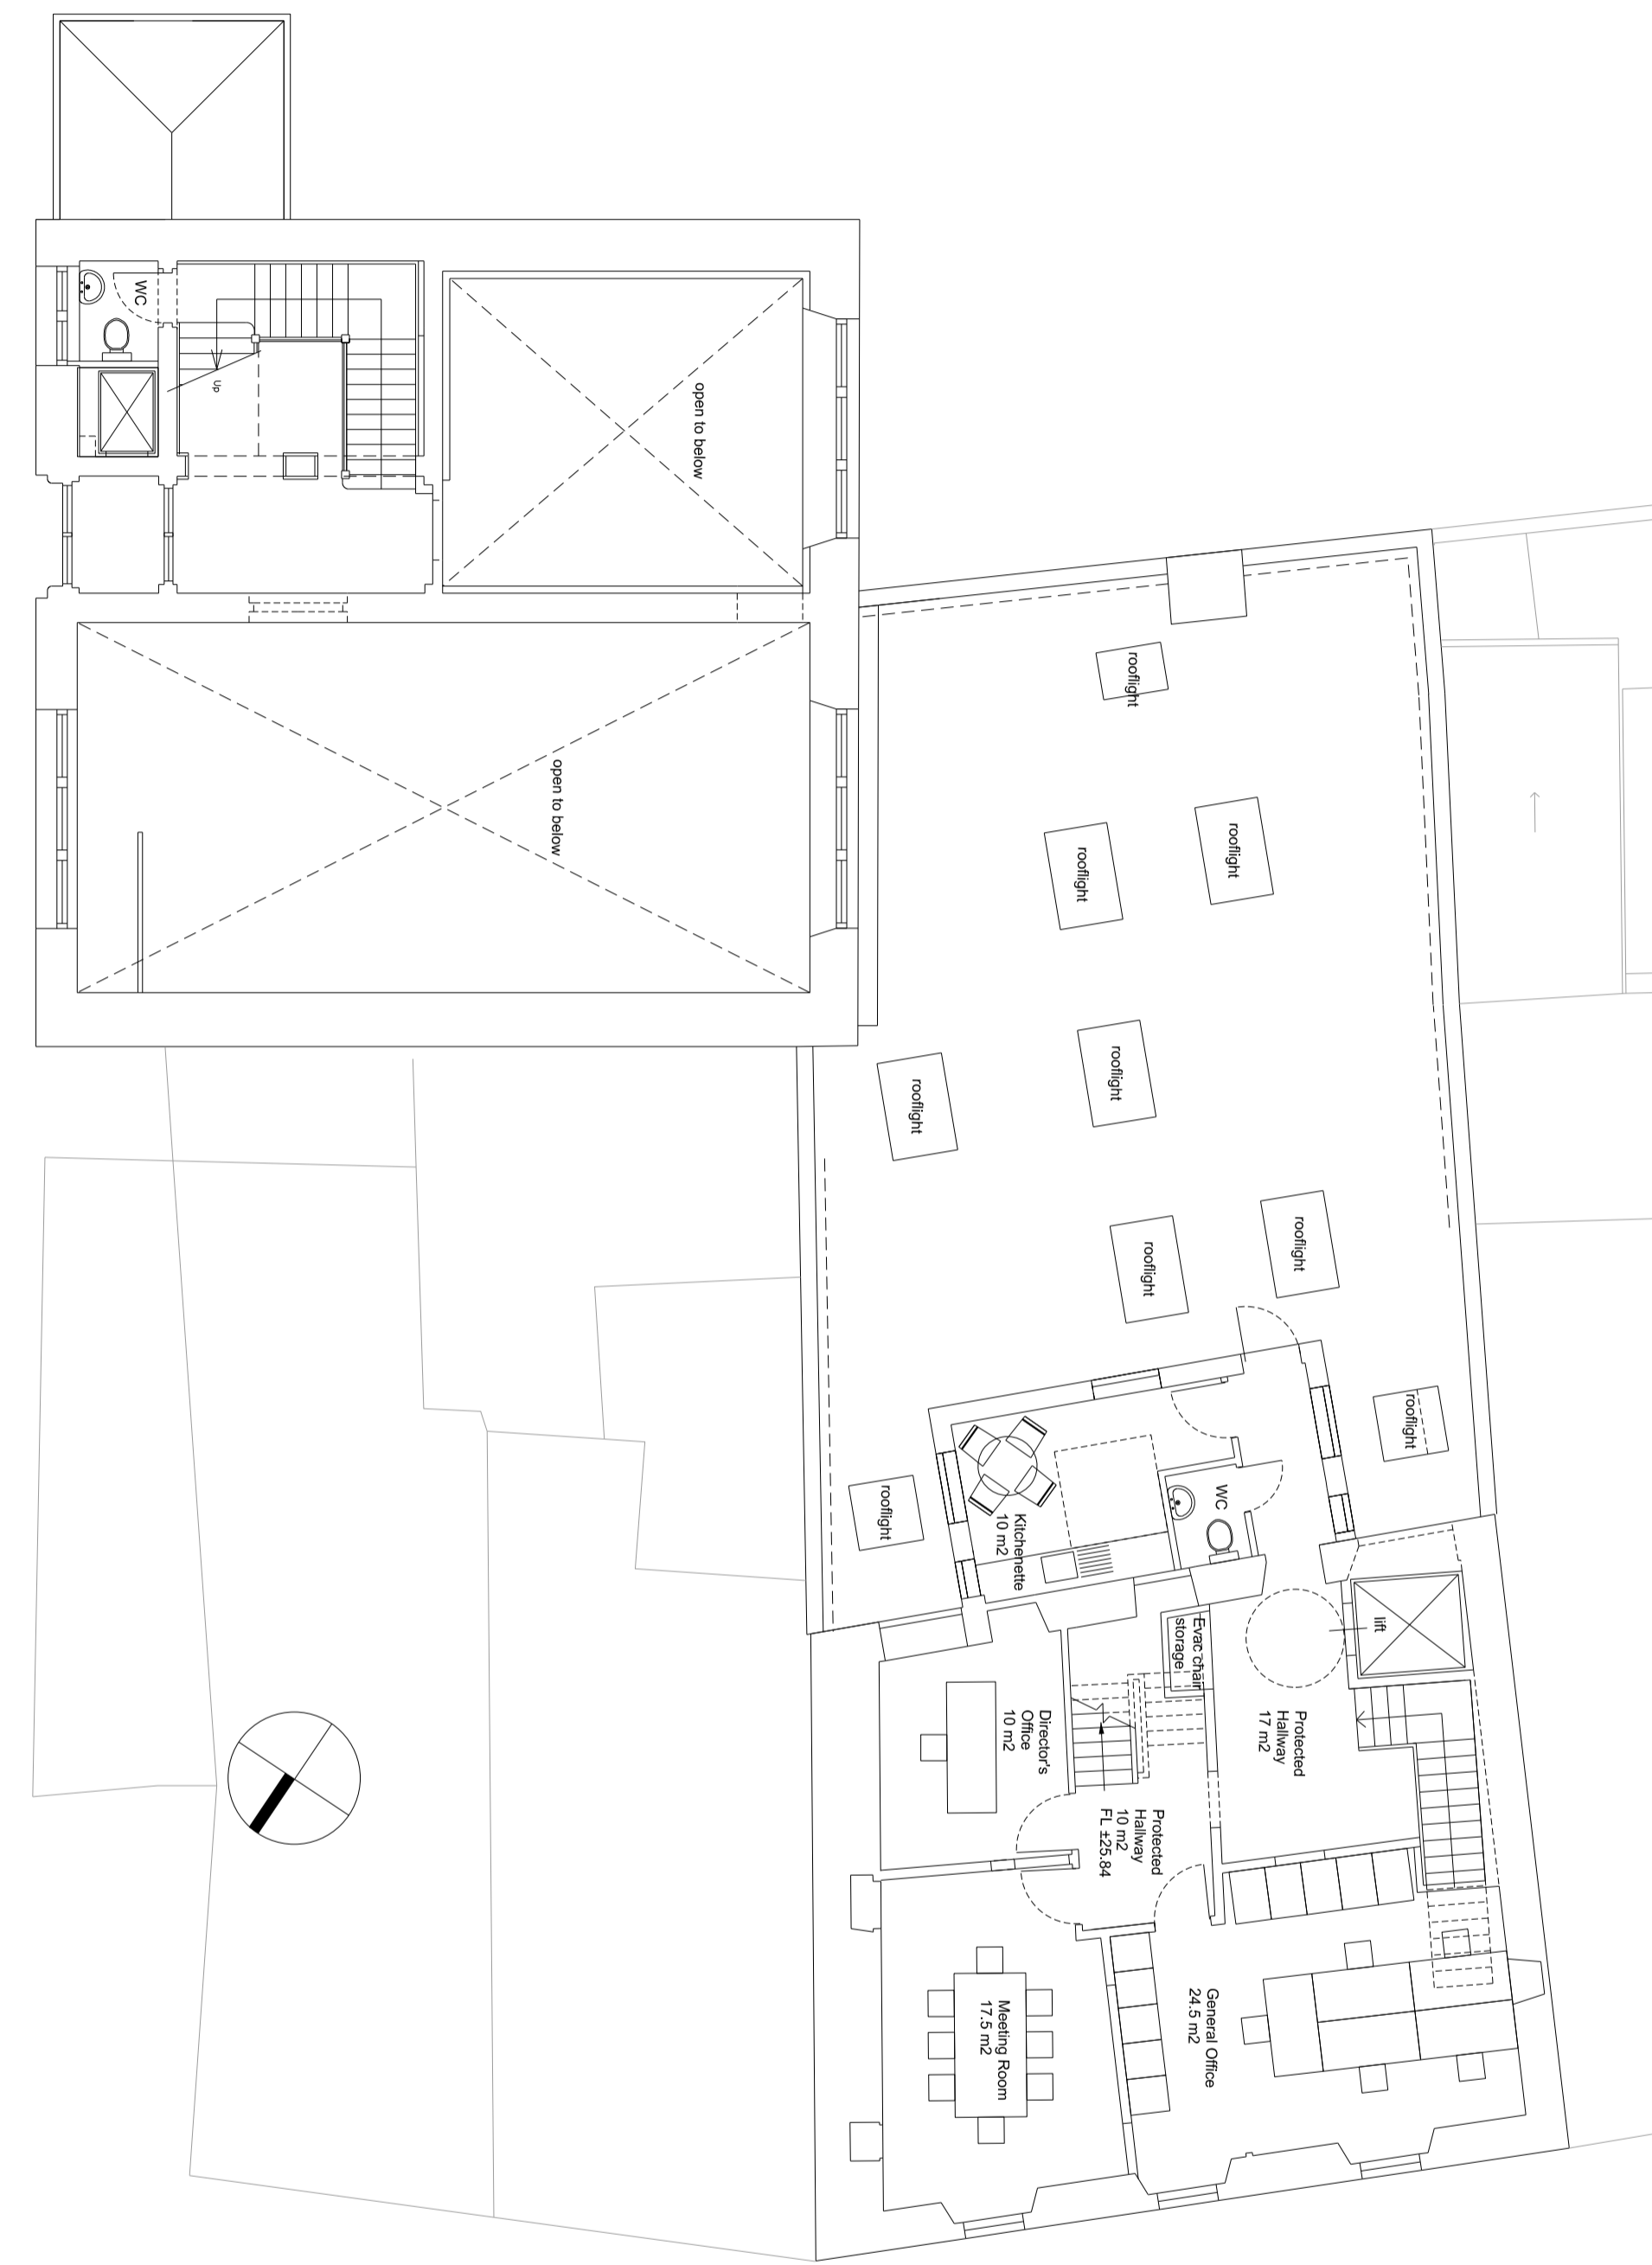 WC
Up
open to below
open to below
rooflight
rooflight
rooflight
rooflight
rooflight
rooflight
rooflight
rooflight
rooflight
WC
Kitchenette
10 m2
lift
Evac chair
storage
Protected
Hallway
17 m2
Director's
Office
10 m2
Protected
Hallway
10 m2
FL ±25.84
General Office
24.5 m2
Meeting Room
17.5 m2